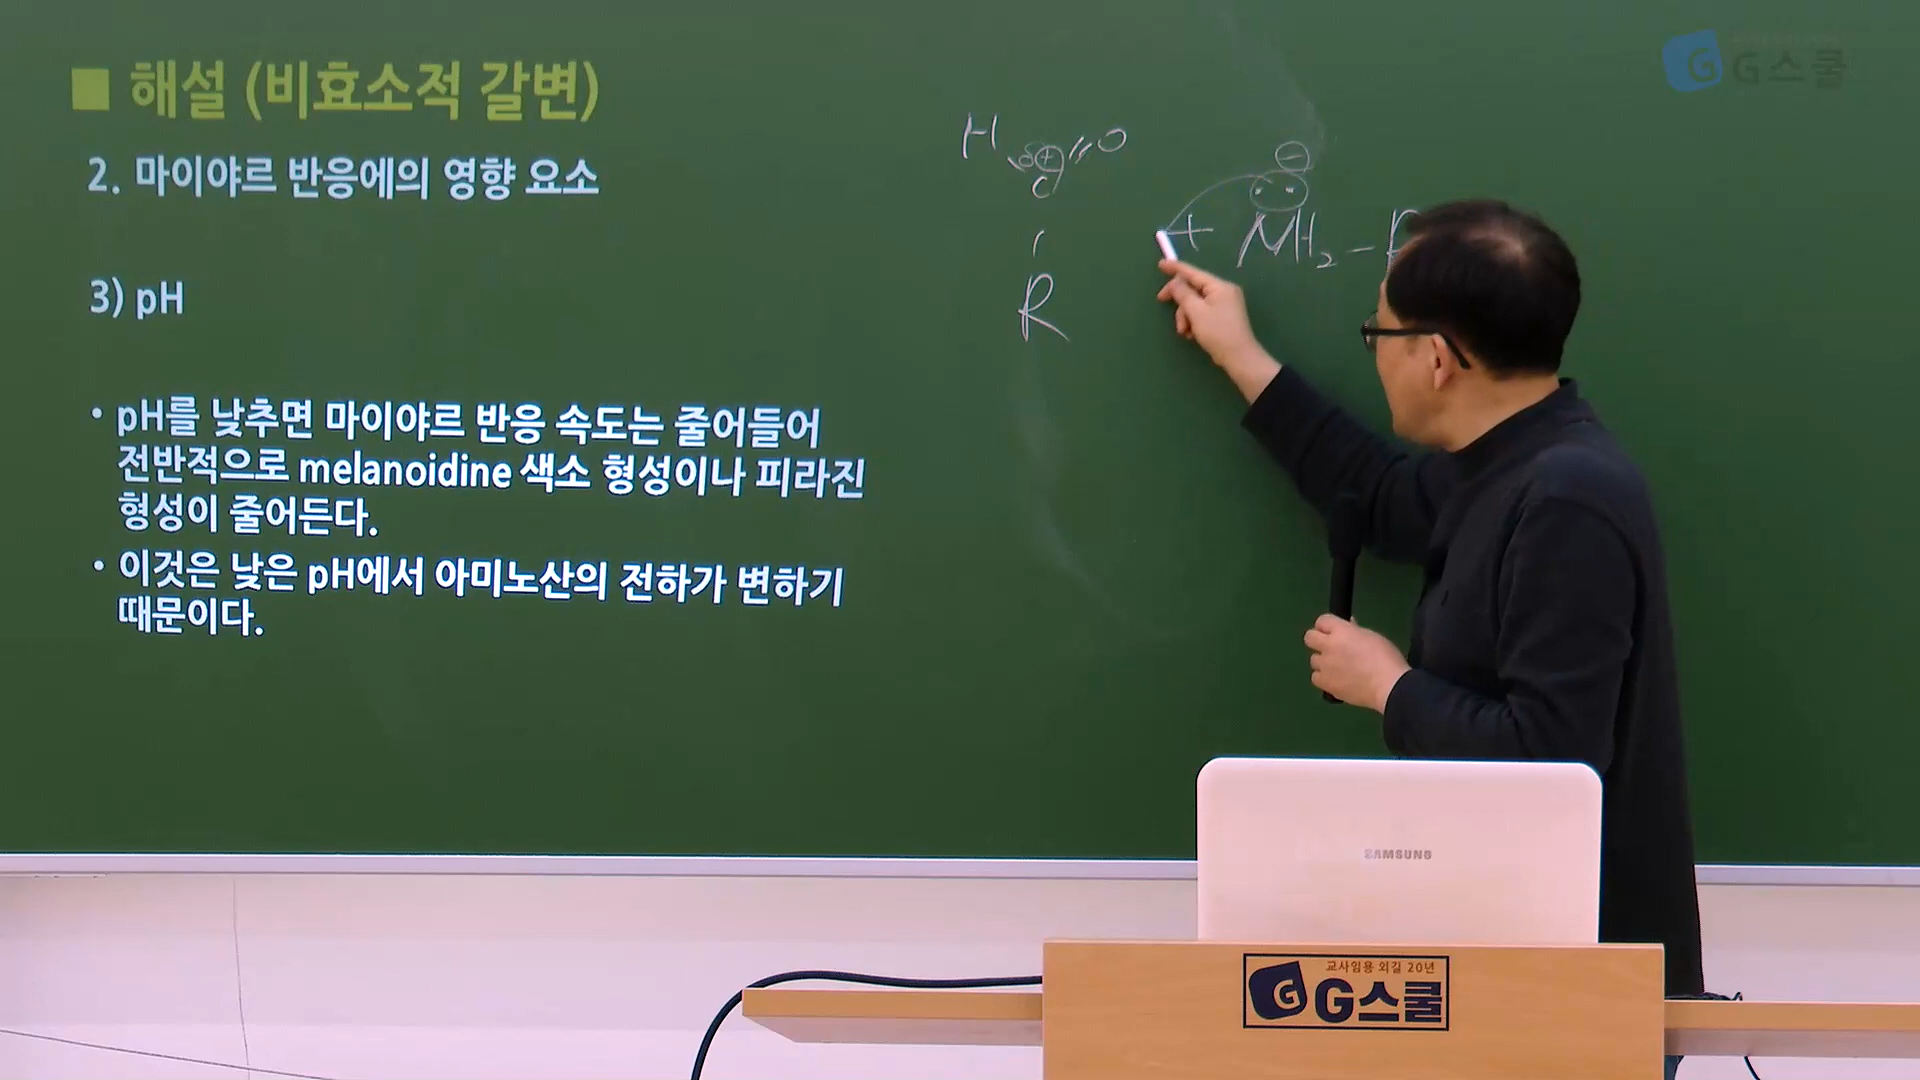 ■ 해설 (비효소적 갈변)
2. 마이야르 반응에의 영향 요소
3) pH
• pH를 낮추면 마이야르 반응 속도는 줄어들어
전반적으로 melanoidine 색소 형성이나 피라진
형성이 줄어든다.
• 이것은 낮은 pH에서 아미노산의 전하가 변하기
때문이다.
H δ+ O
C
R
+ NH₂ -
−
G스쿨
SAMSUNG
교사임용 외길 20년
G G스쿨